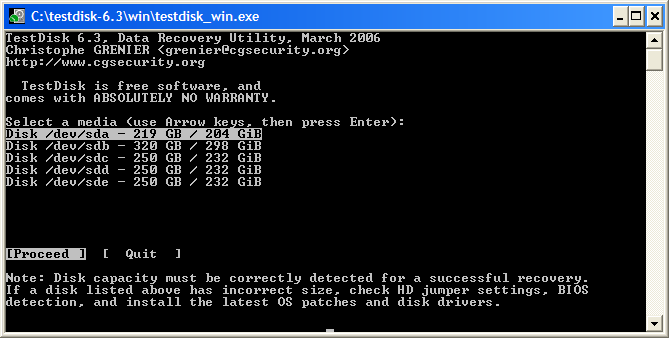 C:\testdisk-6.3\win\testdisk_win.exe
TestDisk 6.3, Data Recovery Utility, March 2006
Christophe GRENIER <grenier@cgsecurity.org>
http://www.cgsecurity.org
TestDisk is free software, and
comes with ABSOLUTELY NO WARRANTY.
Select a media (use Arrow keys, then press Enter):
Disk /dev/sda - 219 GB / 204 GiB
Disk /dev/sdb - 320 GB / 298 GiB
Disk /dev/sdc - 250 GB / 232 GiB
Disk /dev/sdd - 250 GB / 232 GiB
Disk /dev/sde - 250 GB / 232 GiB
[Proceed ]  [  Quit  ]
Note: Disk capacity must be correctly detected for a successful recovery.
If a disk listed above has incorrect size, check HD jumper settings, BIOS
detection, and install the latest OS patches and disk drivers.